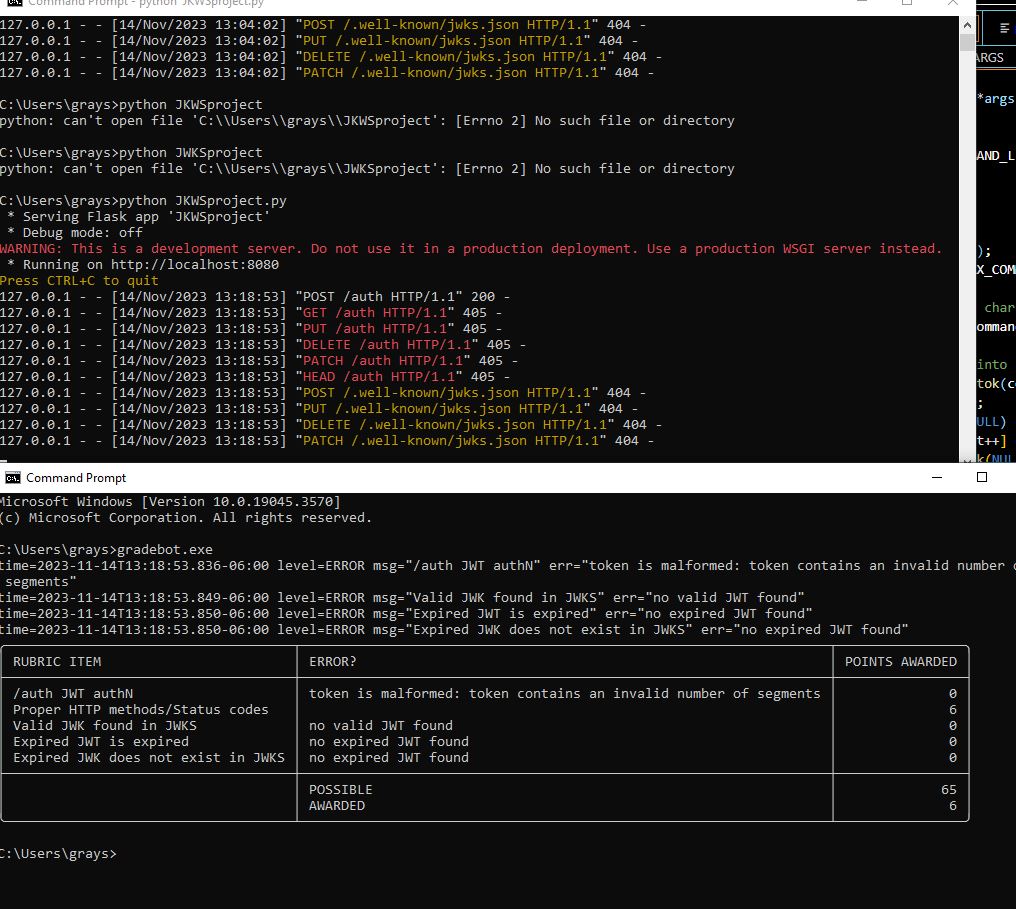 Command Prompt - python JKWSproject.py
127.0.0.1 - - [14/Nov/2023 13:04:02] "POST /.well-known/jwks.json HTTP/1.1" 404 -
127.0.0.1 - - [14/Nov/2023 13:04:02] "PUT /.well-known/jwks.json HTTP/1.1" 404 -
127.0.0.1 - - [14/Nov/2023 13:04:02] "DELETE /.well-known/jwks.json HTTP/1.1" 404 -
127.0.0.1 - - [14/Nov/2023 13:04:02] "PATCH /.well-known/jwks.json HTTP/1.1" 404 -
C:\Users\grays>python JKWSproject
python: can't open file 'C:\\Users\\grays\\JKWSproject': [Errno 2] No such file or directory
C:\Users\grays>python JWKSproject
python: can't open file 'C:\\Users\\grays\\JWKSproject': [Errno 2] No such file or directory
C:\Users\grays>python JKWSproject.py
* Serving Flask app 'JKWSproject'
* Debug mode: off
WARNING: This is a development server. Do not use it in a production deployment. Use a production WSGI server instead.
* Running on http://localhost:8080
Press CTRL+C to quit
127.0.0.1 - - [14/Nov/2023 13:18:53] "POST /auth HTTP/1.1" 200 -
127.0.0.1 - - [14/Nov/2023 13:18:53] "GET /auth HTTP/1.1" 405 -
127.0.0.1 - - [14/Nov/2023 13:18:53] "PUT /auth HTTP/1.1" 405 -
127.0.0.1 - - [14/Nov/2023 13:18:53] "DELETE /auth HTTP/1.1" 405 -
127.0.0.1 - - [14/Nov/2023 13:18:53] "PATCH /auth HTTP/1.1" 405 -
127.0.0.1 - - [14/Nov/2023 13:18:53] "HEAD /auth HTTP/1.1" 405 -
127.0.0.1 - - [14/Nov/2023 13:18:53] "POST /.well-known/jwks.json HTTP/1.1" 404 -
127.0.0.1 - - [14/Nov/2023 13:18:53] "PUT /.well-known/jwks.json HTTP/1.1" 404 -
127.0.0.1 - - [14/Nov/2023 13:18:53] "DELETE /.well-known/jwks.json HTTP/1.1" 404 -
127.0.0.1 - - [14/Nov/2023 13:18:53] "PATCH /.well-known/jwks.json HTTP/1.1" 404 -
ARGS
*args
AND_L
);
X_COM
char
omman
into
tok(c
;
ULL)
t++]
k(NUL
Command Prompt
Microsoft Windows [Version 10.0.19045.3570]
(c) Microsoft Corporation. All rights reserved.
C:\Users\grays>gradebot.exe
time=2023-11-14T13:18:53.836-06:00 level=ERROR msg="/auth JWT authN" err="token is malformed: token contains an invalid number o
segments"
time=2023-11-14T13:18:53.849-06:00 level=ERROR msg="Valid JWK found in JWKS" err="no valid JWT found"
time=2023-11-14T13:18:53.850-06:00 level=ERROR msg="Expired JWT is expired" err="no expired JWT found"
time=2023-11-14T13:18:53.850-06:00 level=ERROR msg="Expired JWK does not exist in JWKS" err="no expired JWT found"
RUBRIC ITEM ERROR? POINTS AWARDED
/auth JWT authN token is malformed: token contains an invalid number of segments 0
Proper HTTP methods/Status codes 6
Valid JWK found in JWKS no valid JWT found 0
Expired JWT is expired no expired JWT found 0
Expired JWK does not exist in JWKS no expired JWT found 0
POSSIBLE 65
AWARDED 6
C:\Users\grays>